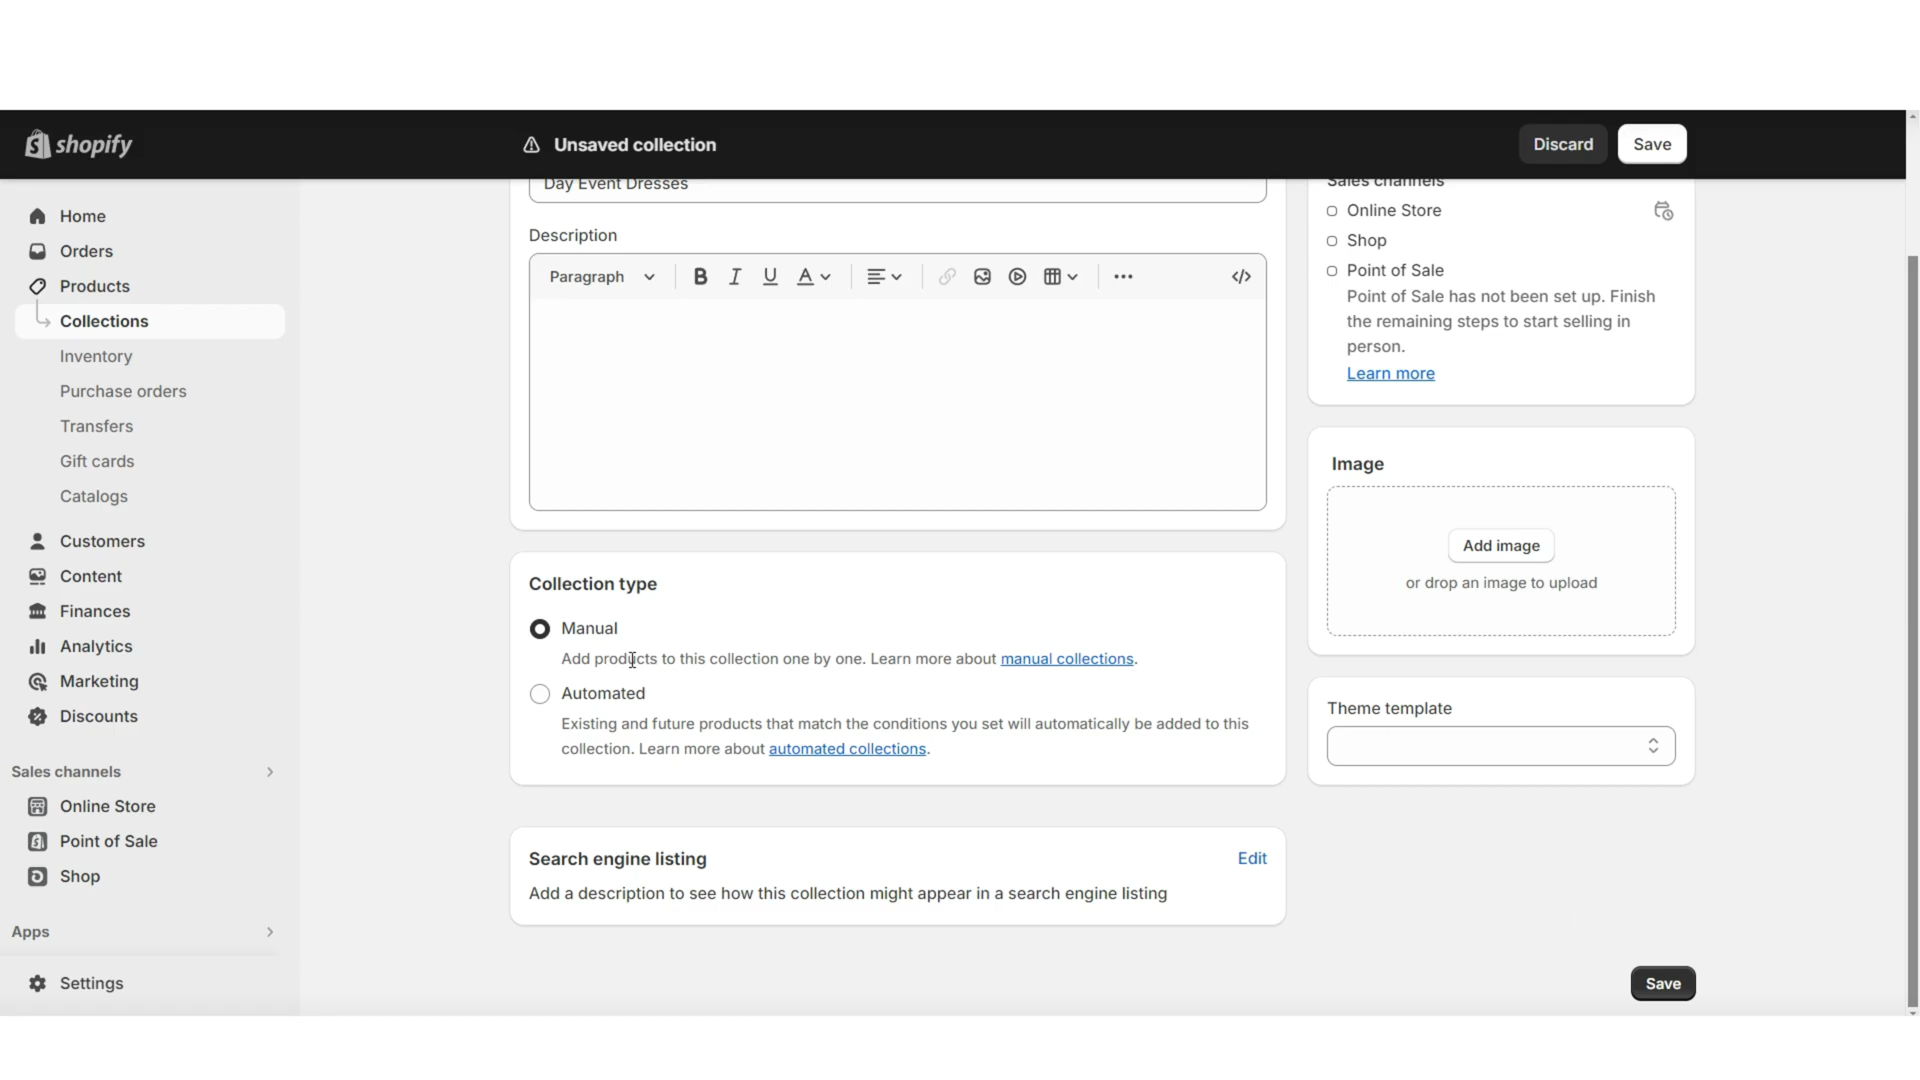 shopify
Unsaved collection
Discard
Save
Home
Orders
Products
Collections
Inventory
Purchase orders
Transfers
Gift cards
Catalogs
Customers
Content
Finances
Analytics
Marketing
Discounts
Sales channels
Online Store
Point of Sale
Shop
Apps
Settings
Day Event Dresses
Description
Paragraph
Collection type
Manual
Add products to this collection one by one. Learn more about manual collections.
Automated
Existing and future products that match the conditions you set will automatically be added to this
collection. Learn more about automated collections.
Search engine listing
Edit
Add a description to see how this collection might appear in a search engine listing
Sales channels
Online Store
Shop
Point of Sale
Point of Sale has not been set up. Finish
the remaining steps to start selling in
person.
Learn more
Image
Add image
or drop an image to upload
Theme template
Save